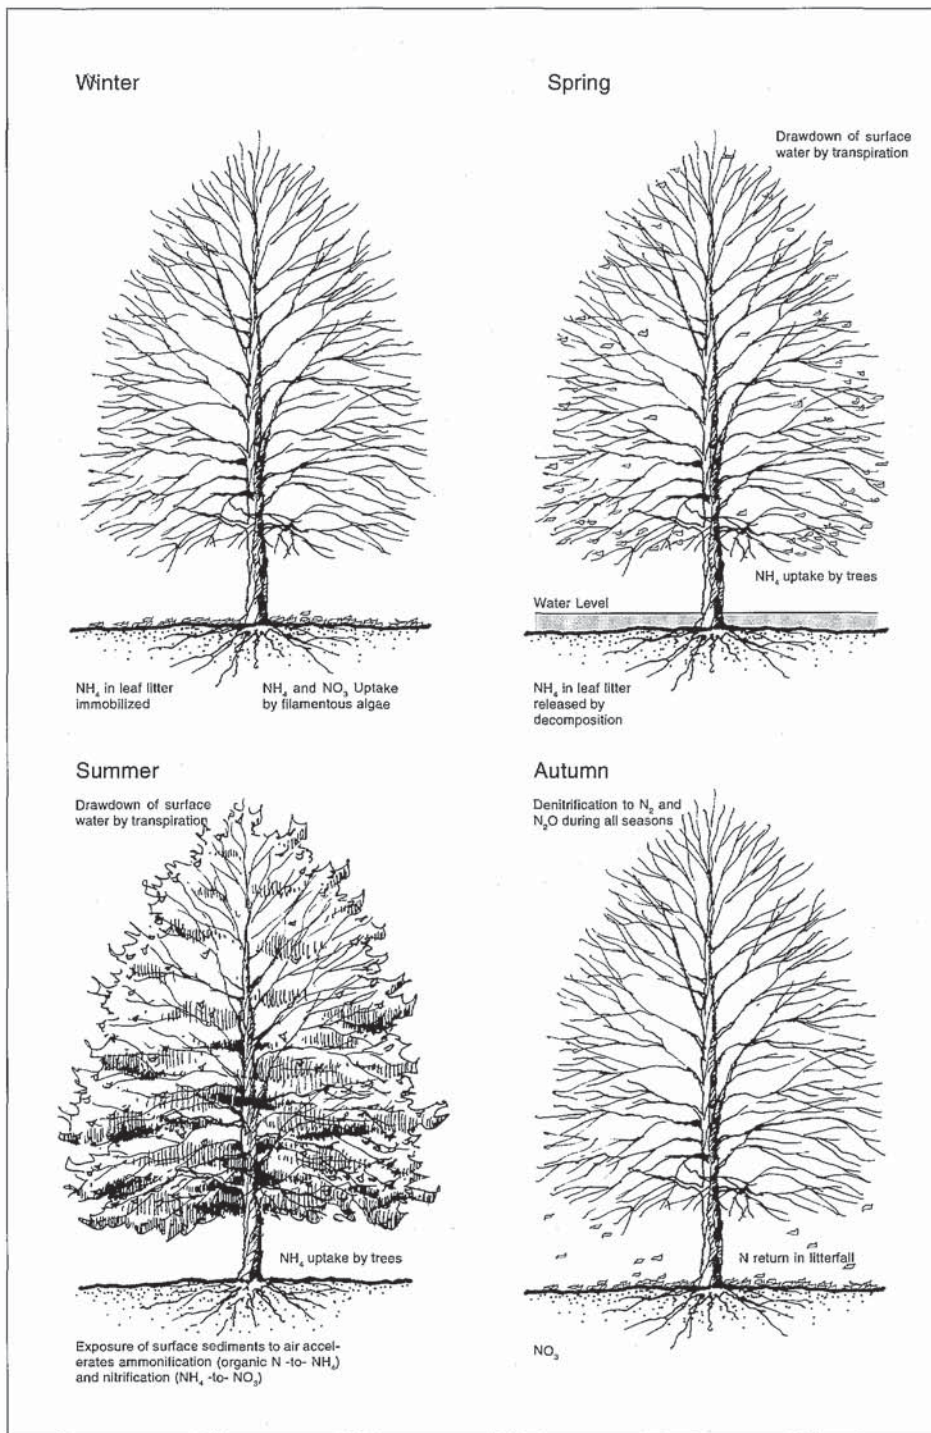 Winter
NH₄ in leaf litter
immobilized
NH₄ and NO₃ Uptake
by filamentous algae
Spring
Drawdown of surface
water by transpiration
NH₄ uptake by trees
Water Level
NH₄ in leaf litter
released by
decomposition
Summer
Drawdown of surface
water by transpiration
NH₄ uptake by trees
Exposure of surface sediments to air accel-
erates ammonification (organic N -to- NH₄)
and nitrification (NH₄ -to- NO₃)
Autumn
Denitrification to N₂ and
N₂O during all seasons
N return in litterfall
NO₃